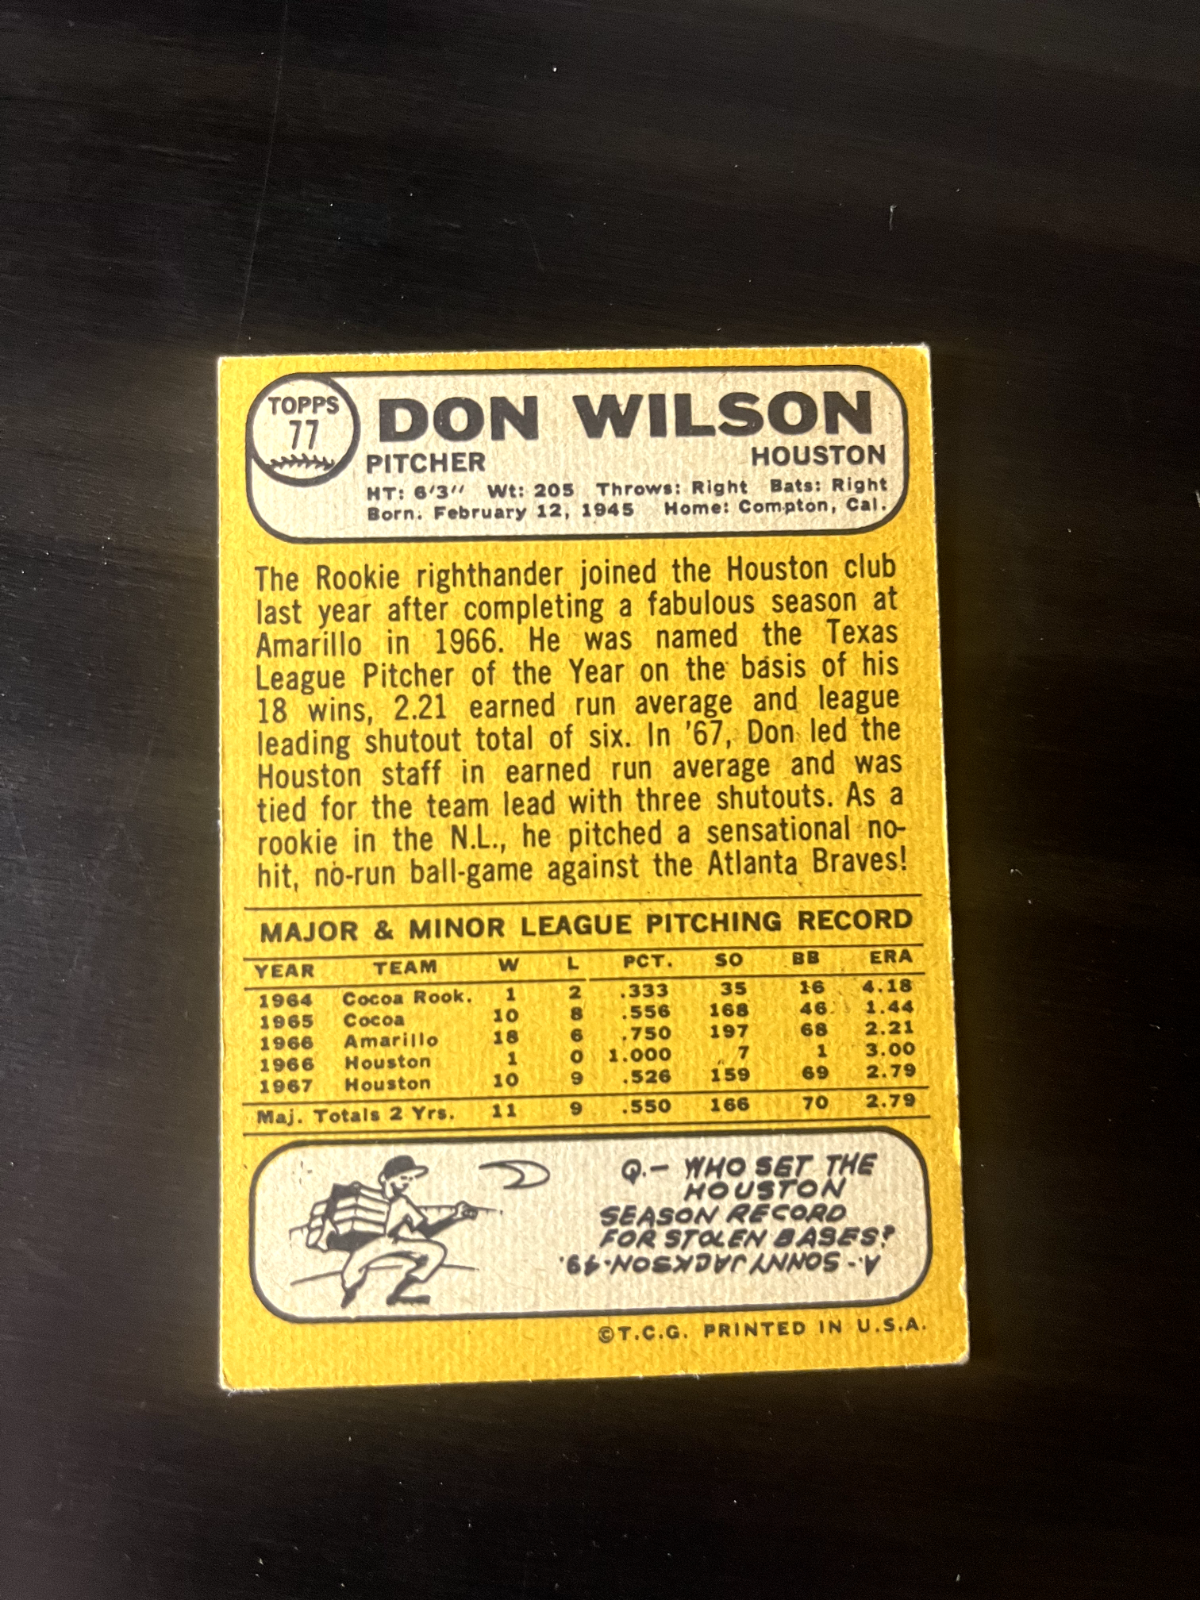 TOPPS
77
DON WILSON
PITCHER HOUSTON
HT: 6'3" Wt: 205 Throws: Right Bats: Right
Born. February 12, 1945 Home: Compton, Cal.
The Rookie righthander joined the Houston club
last year after completing a fabulous season at
Amarillo in 1966. He was named the Texas
League Pitcher of the Year on the basis of his
18 wins, 2.21 earned run average and league
leading shutout total of six. In '67, Don led the
Houston staff in earned run average and was
tied for the team lead with three shutouts. As a
rookie in the N.L., he pitched a sensational no-
hit, no-run ball-game against the Atlanta Braves!
MAJOR & MINOR LEAGUE PITCHING RECORD
YEAR TEAM W L PCT. SO BB ERA
1964 Cocoa Rook. 1 2 .333 35 16 4.18
1965 Cocoa 10 8 .556 168 46 1.44
1966 Amarillo 18 6 .750 197 68 2.21
1966 Houston 1 0 1.000 7 1 3.00
1967 Houston 10 9 .526 159 69 2.79
Maj. Totals 2 Yrs. 11 9 .550 166 70 2.79
Q.- WHO SET THE
HOUSTON
SEASON RECORD
FOR STOLEN BASES?
A.- SONNY JACKSON-49.
©T.C.G. PRINTED IN U.S.A.